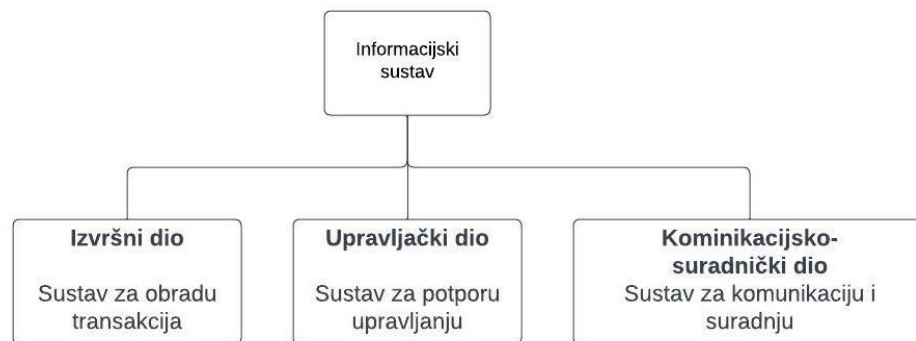 Informacijski
sustav
Izvršni dio
Sustav za obradu
transakcija
Upravljački dio
Sustav za potporu
upravljanju
Kominikacijsko-
suradnički dio
Sustav za komunikaciju i
suradnju